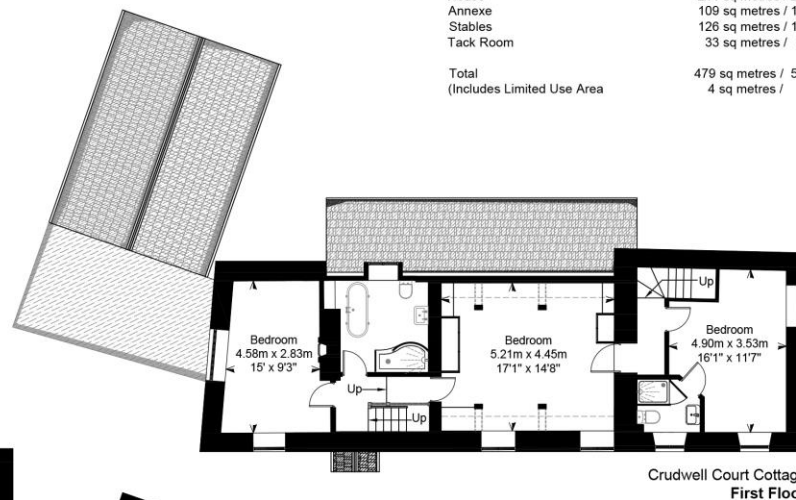 Annexe 109 sq metres / 1
Stables 126 sq metres / 1
Tack Room 33 sq metres /
Total 479 sq metres / 5
(Includes Limited Use Area 4 sq metres /
Up
Bedroom
4.58m x 2.83m
15' x 9'3"
Bedroom
5.21m x 4.45m
17'1" x 14'8"
Bedroom
4.90m x 3.53m
16'1" x 11'7"
Up
Up
Crudwell Court Cottag
First Floo